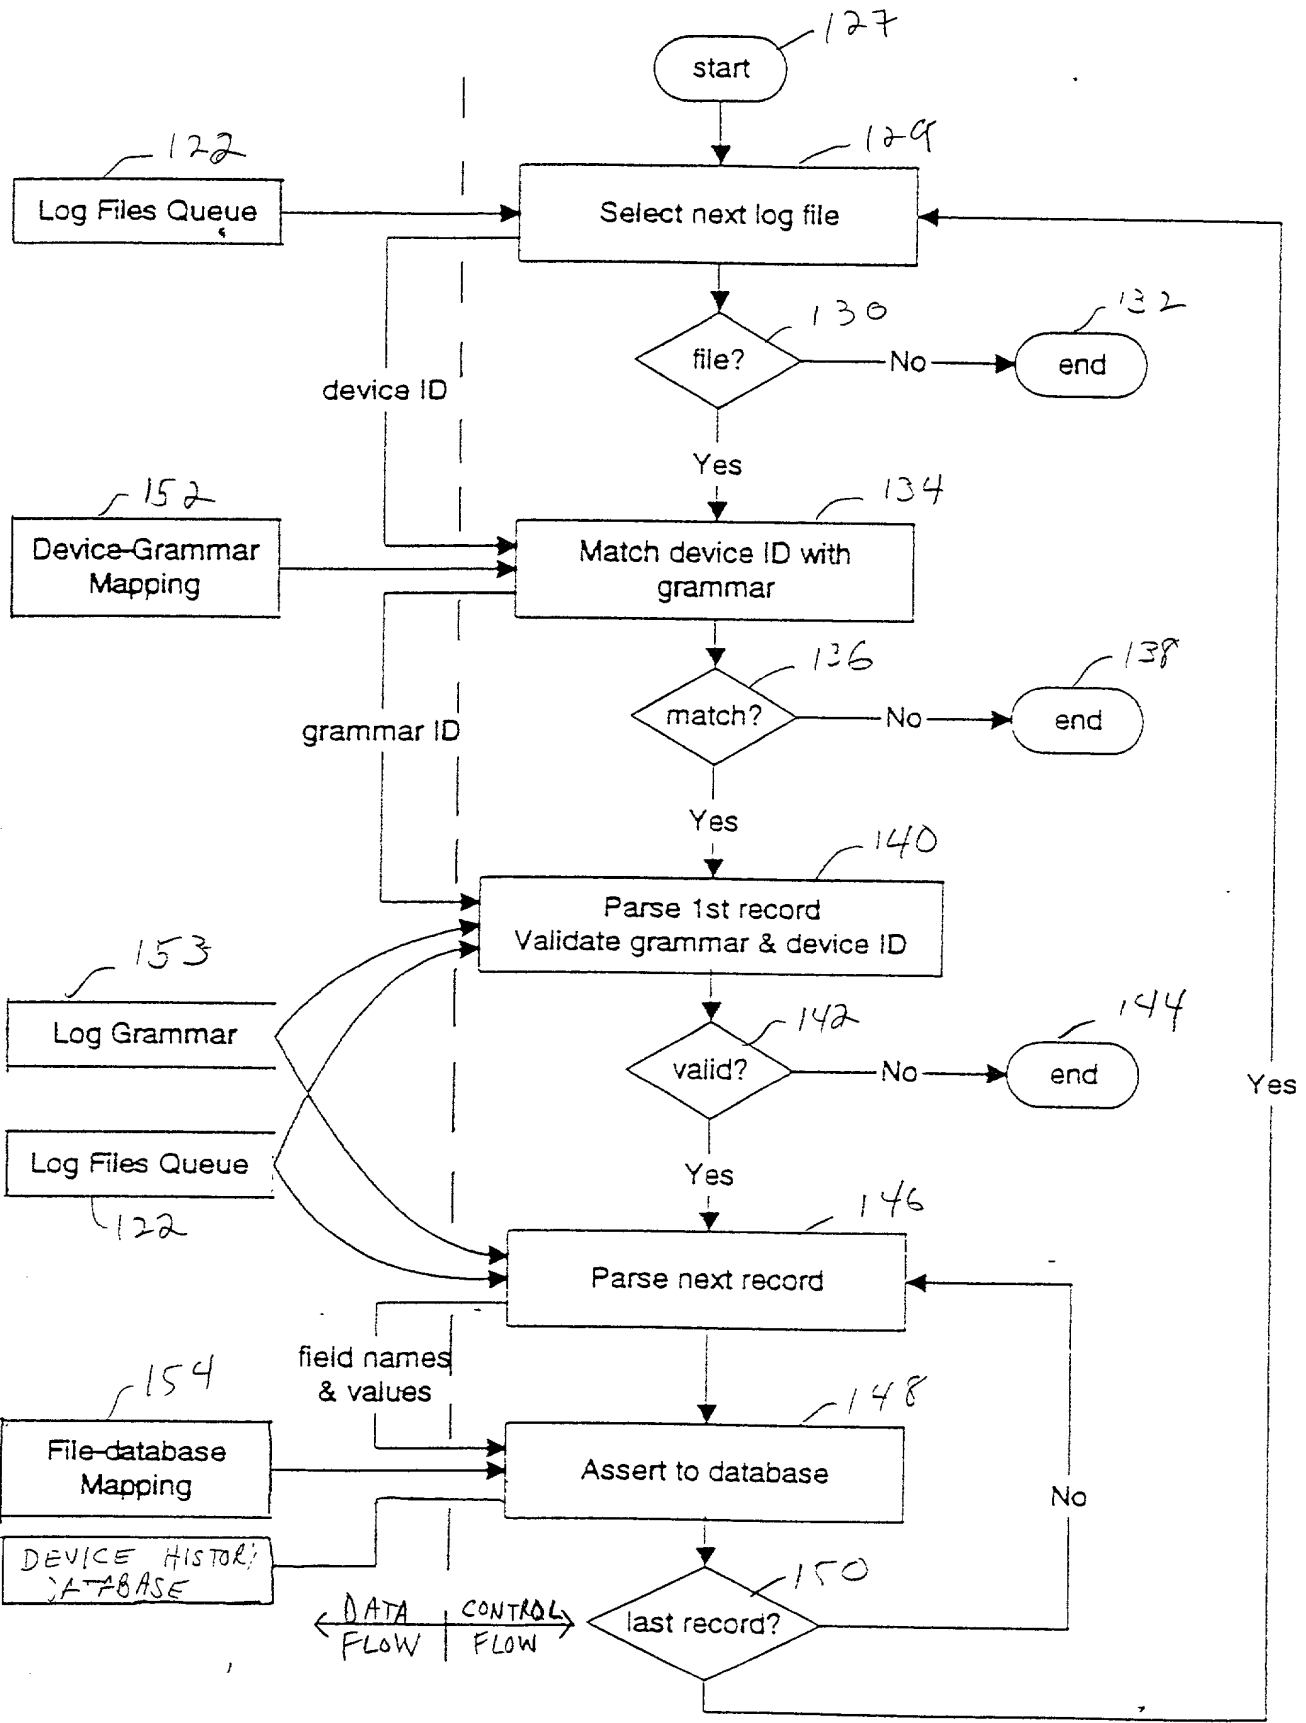 127
start
122
129
Log Files Queue
Select next log file
130
132
file?
No
end
device ID
Yes
152
134
Device-Grammar
Mapping
Match device ID with
grammar
136
138
match?
No
end
grammar ID
Yes
140
Parse 1st record
Validate grammar & device ID
153
Log Grammar
142
144
valid?
No
end
Yes
Log Files Queue
122
Yes
146
Parse next record
field names
& values
154
148
File-database
Mapping
Assert to database
No
DEVICE HISTORY
DATABASE
150
last record?
DATA
FLOW
CONTROL
FLOW